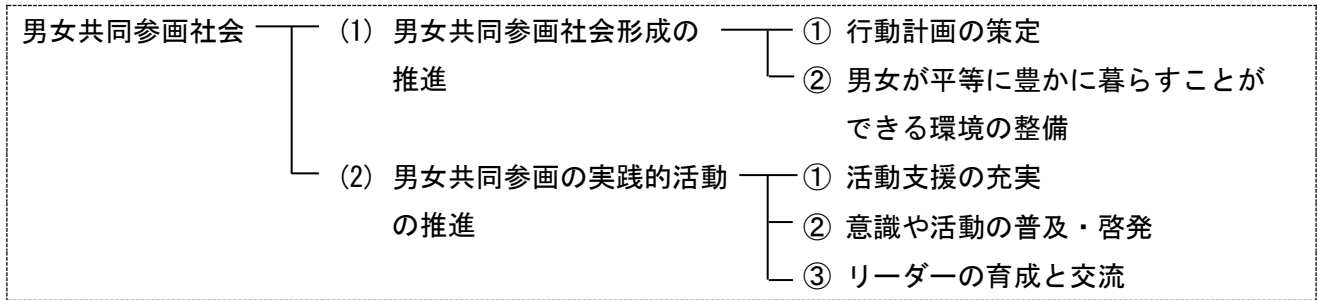 男女共同参画社会 (1) 男女共同参画社会形成の ① 行動計画の策定
推進 ② 男女が平等に豊かに暮らすことが
できる環境の整備
(2) 男女共同参画の実践的活動 ① 活動支援の充実
の推進 ② 意識や活動の普及・啓発
③ リーダーの育成と交流